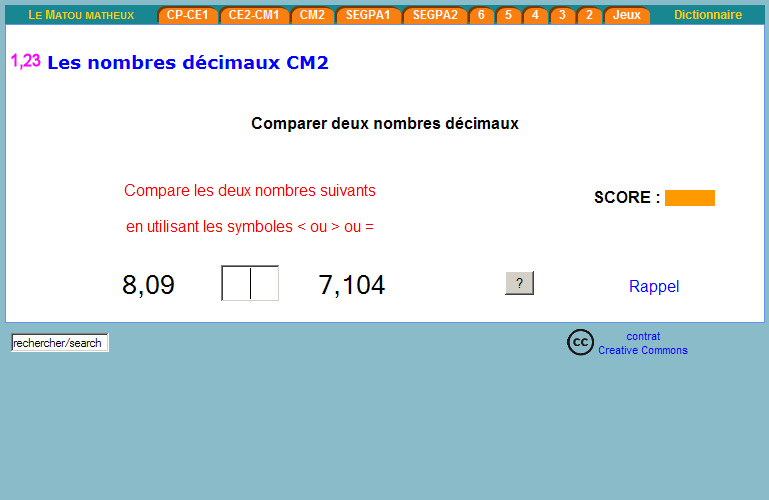 LE MATOU MATHEUX CP-CE1 CE2-CM1 CM2 SEGPA1 SEGPA2 6 5 4 3 2 Jeux Dictionnaire
1,23 Les nombres décimaux CM2
Comparer deux nombres décimaux
Compare les deux nombres suivants
SCORE :
en utilisant les symboles < ou > ou =
8,09 7,104 ? Rappel
rechercher/search
cc contrat
Creative Commons